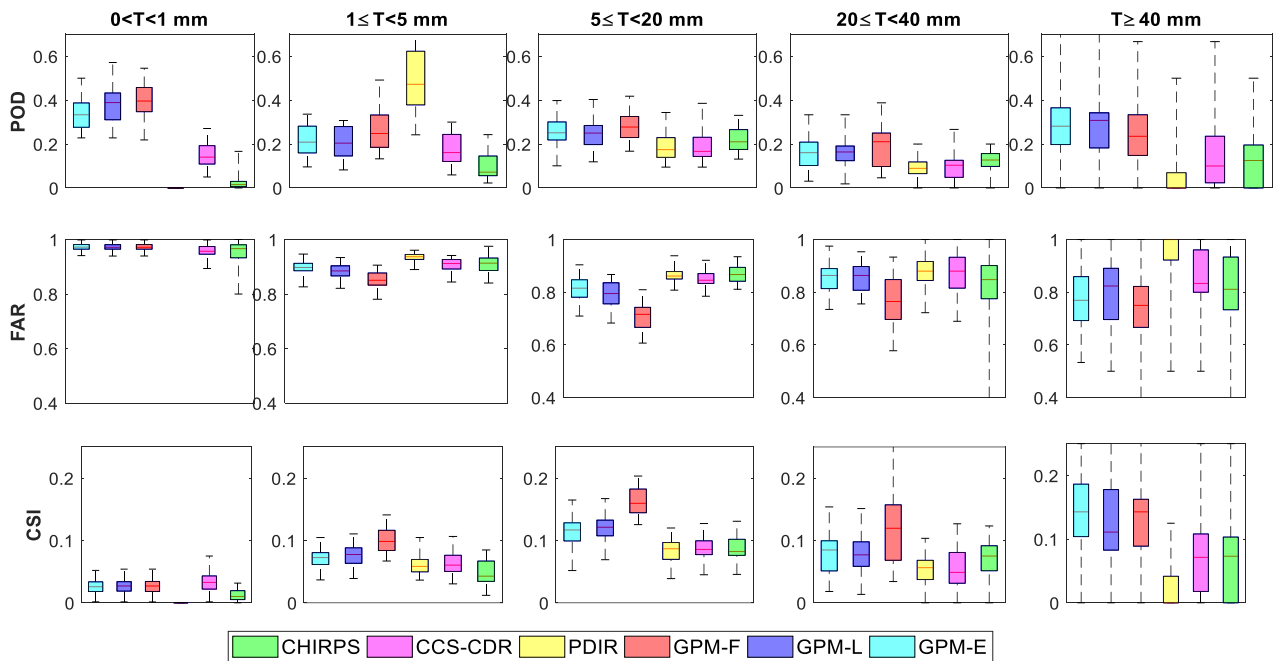 0<T<1 mm 1≤ T<5 mm 5≤ T<20 mm 20≤ T<40 mm T≥ 40 mm
POD
0.6 0.6 0.6 0.6 0.6
0.4 0.4 0.4 0.4 0.4
0.2 0.2 0.2 0.2 0.2
0 0 0 0 0
FAR
1 1 1 1 1
0.8 0.8 0.8 0.8 0.8
0.6 0.6 0.6 0.6 0.6
0.4 0.4 0.4 0.4 0.4
CSI
0.2 0.2 0.2 0.2 0.2
0.1 0.1 0.1 0.1 0.1
0 0 0 0 0
CHIRPS CCS-CDR PDIR GPM-F GPM-L GPM-E